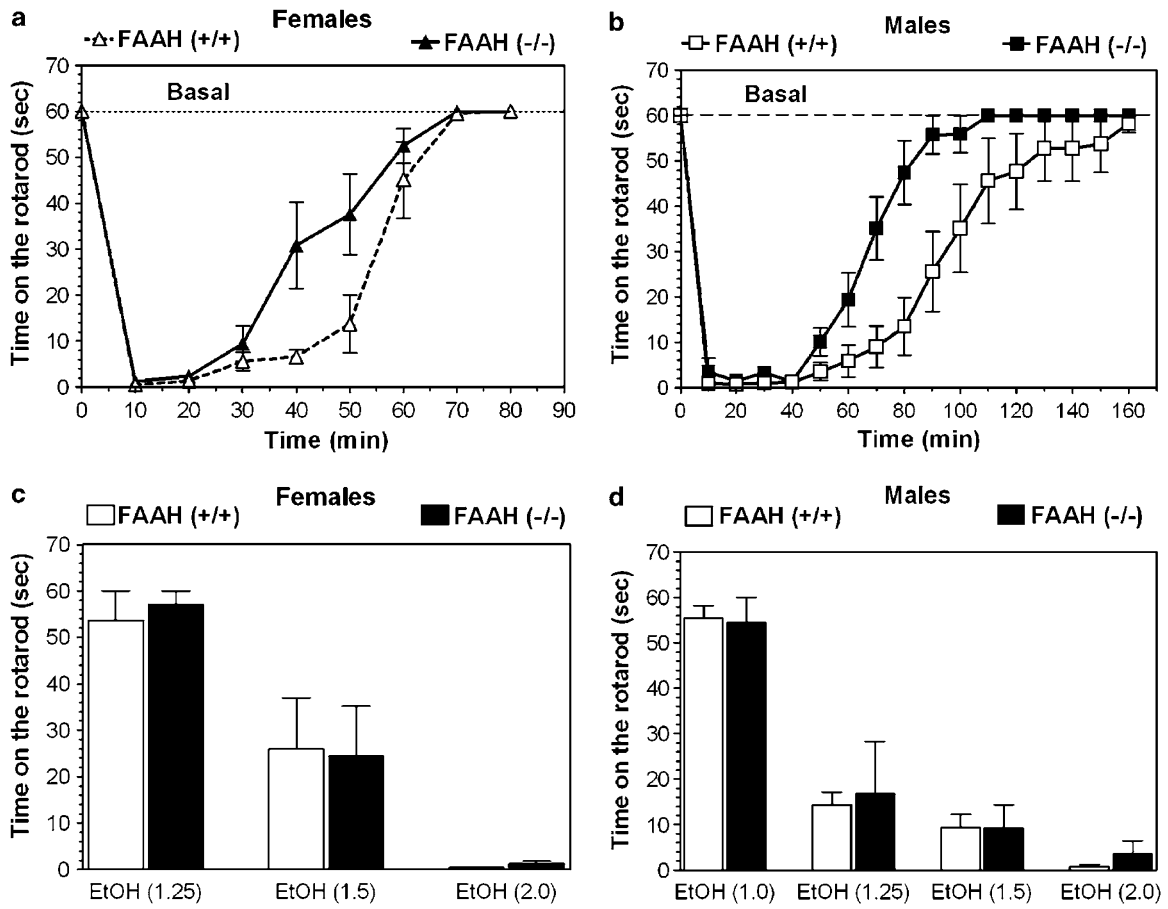 a Females
FAAH (+/+) FAAH (-/-)
Basal
Time on the rotarod (sec)
70
60
50
40
30
20
10
0
0 10 20 30 40 50 60 70 80 90
Time (min)
b Males
FAAH (+/+) FAAH (-/-)
Basal
Time on the rotarod (sec)
70
60
50
40
30
20
10
0
0 20 40 60 80 100 120 140 160
Time (min)
c Females
FAAH (+/+) FAAH (-/-)
Time on the rotarod (sec)
70
60
50
40
30
20
10
0
EtOH (1.25) EtOH (1.5) EtOH (2.0)
d Males
FAAH (+/+) FAAH (-/-)
Time on the rotarod (sec)
70
60
50
40
30
20
10
0
EtOH (1.0) EtOH (1.25) EtOH (1.5) EtOH (2.0)